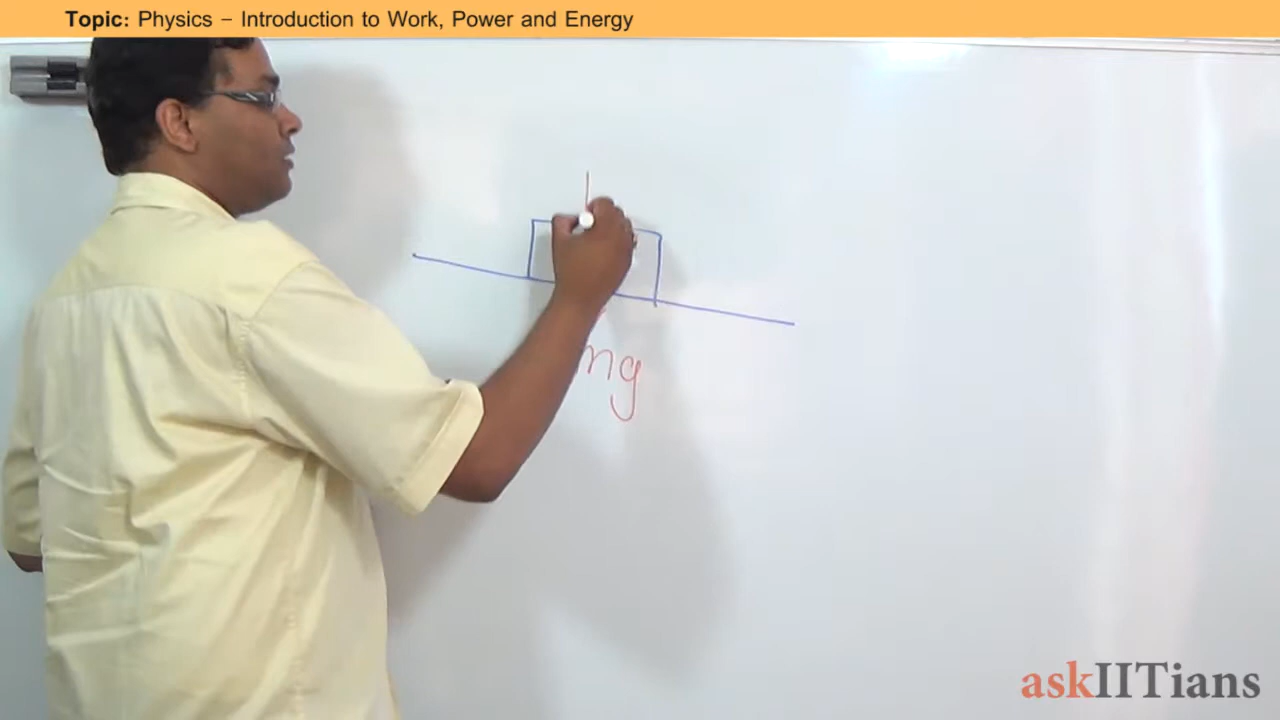 Topic: Physics – Introduction to Work, Power and Energy
mg
askIITians